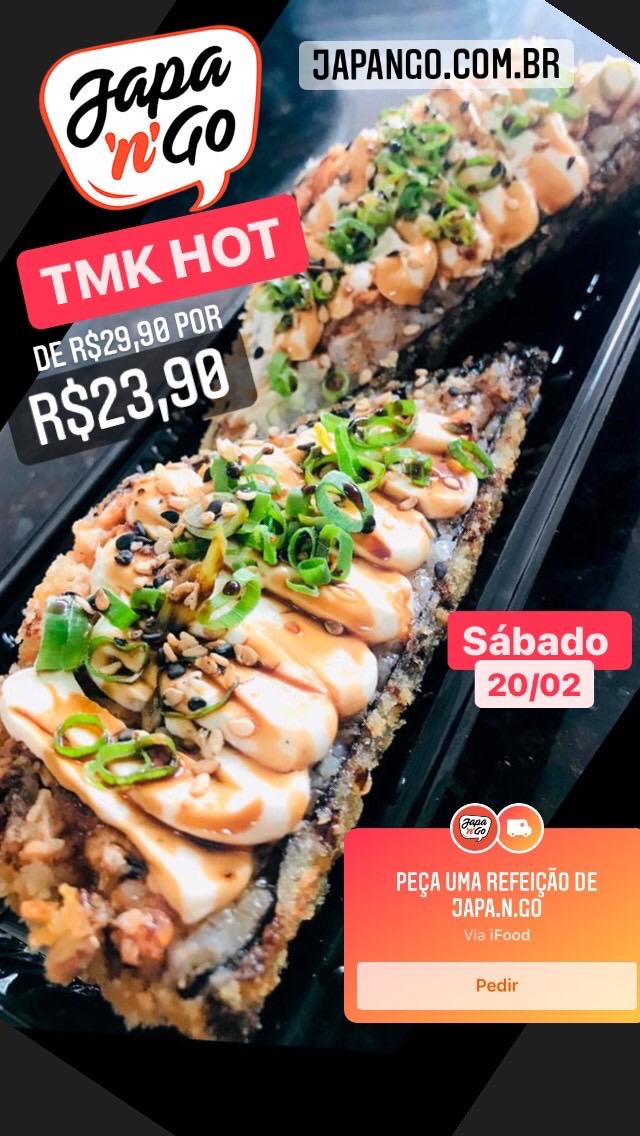 Japa
'n' Go
JAPANGO.COM.BR
TMK HOT
DE R$29,90 POR
R$23,90
Sábado
20/02
Japa
'n' Go
PEÇA UMA REFEIÇÃO DE
JAPA.N.GO
Via iFood
Pedir